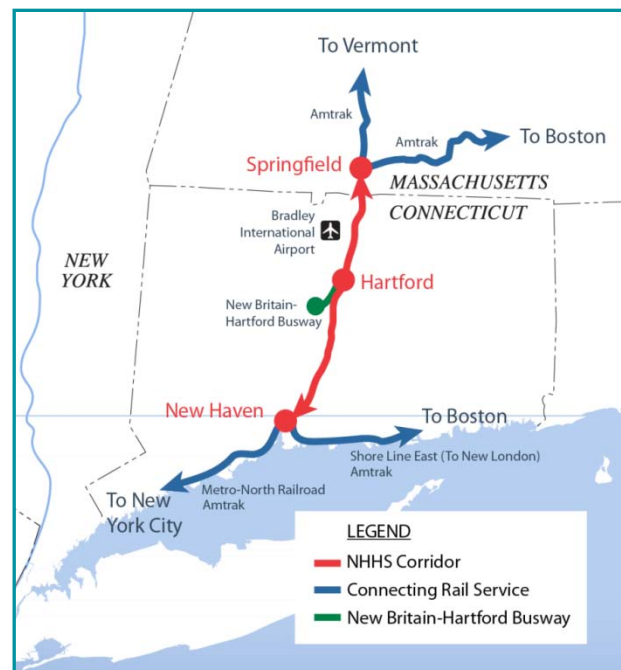 To Vermont
Amtrak
Amtrak
To Boston
Springfield
MASSACHUSETTS
CONNECTICUT
Bradley
International
Airport
NEW
YORK
Hartford
New Britain-
Hartford Busway
New Haven
To Boston
Shore Line East (To New London)
Amtrak
Metro-North Railroad
Amtrak
To New
York City
LEGEND
NHHS Corridor
Connecting Rail Service
New Britain-Hartford Busway